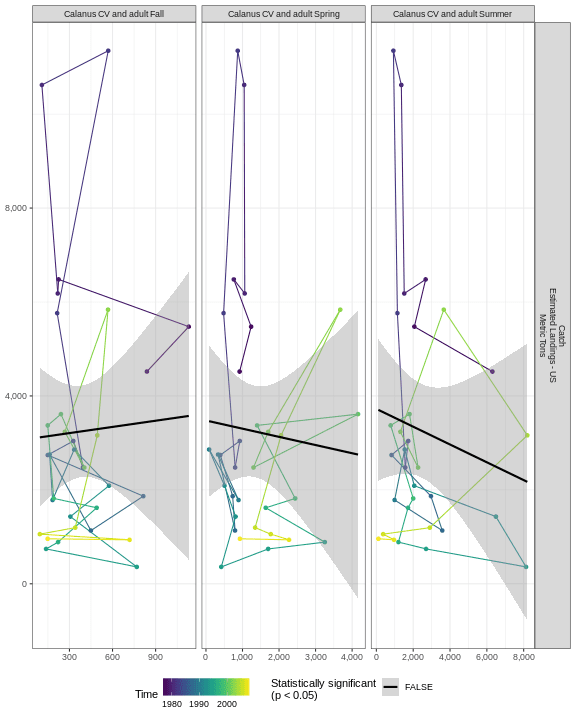 Calanus CV and adult Fall
Calanus CV and adult Spring
Calanus CV and adult Summer
Catch
Estimated Landings - US
Metric Tons
8,000
4,000
0
300 600 900
0 1,000 2,000 3,000 4,000
0 2,000 4,000 6,000 8,000
Time
1980 1990 2000
Statistically significant
(p < 0.05)
FALSE